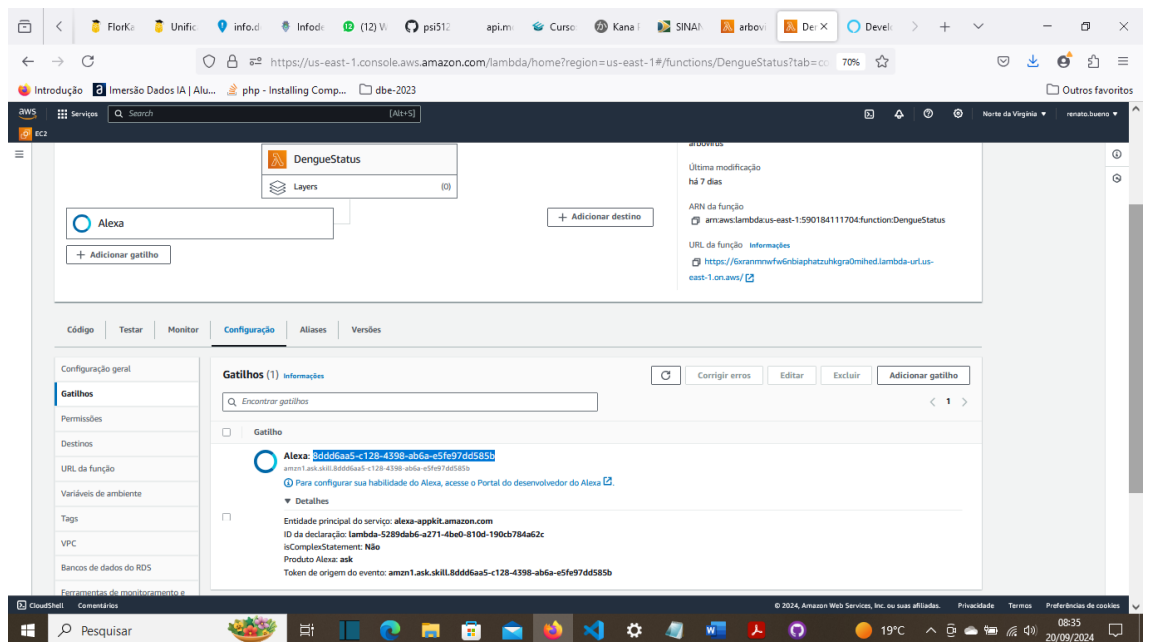 FlorKa
Unific
info.d
Infode
(12) W
psi512
api.m
Curso:
Kana
SINAN
arbovi
Der
Develo
https://us-east-1.console.aws.amazon.com/lambda/home?region=us-east-1#/functions/DengueStatus?tab=co
70%
Introdução
Imersão Dados IA | Alu...
php - Installing Comp...
dbe-2023
Outros favoritos
aws
Serviços
Search
[Alt+S]
Norte da Virgínia
renato.bueno
EC2
DengueStatus
Layers
(0)
Alexa
+ Adicionar gatilho
+ Adicionar destino
arbovirus
Última modificação
há 7 dias
ARN da função
arn:aws:lambda:us-east-1:590184111704:function:DengueStatus
URL da função Informações
https://6xranmnwfw6nbiaphatzuhkgra0mihed.lambda-url.us-
east-1.on.aws/
Código
Testar
Monitor
Configuração
Aliases
Versões
Configuração geral
Gatilhos
Permissões
Destinos
URL da função
Variáveis de ambiente
Tags
VPC
Bancos de dados do RDS
Ferramentas de monitoramento e
Gatilhos (1) Informações
Corrigir erros
Editar
Excluir
Adicionar gatilho
Encontrar gatilhos
1
Gatilho
Alexa: 8ddd6aa5-c128-4398-ab6a-e5fe97dd585b
amzn1.ask.skill.8ddd6aa5-c128-4398-ab6a-e5fe97dd585b
Para configurar sua habilidade do Alexa, acesse o Portal do desenvolvedor do Alexa.
Detalhes
Entidade principal do serviço: alexa-appkit.amazon.com
ID da declaração: lambda-5289dab6-a271-4be0-810d-190cb784a62c
isComplexStatement: Não
Produto Alexa: ask
Token de origem do evento: amzn1.ask.skill.8ddd6aa5-c128-4398-ab6a-e5fe97dd585b
CloudShell
Comentários
© 2024, Amazon Web Services, Inc. ou suas afiliadas.
Privacidade
Termos
Preferências de cookies
Pesquisar
19°C
08:35
20/09/2024